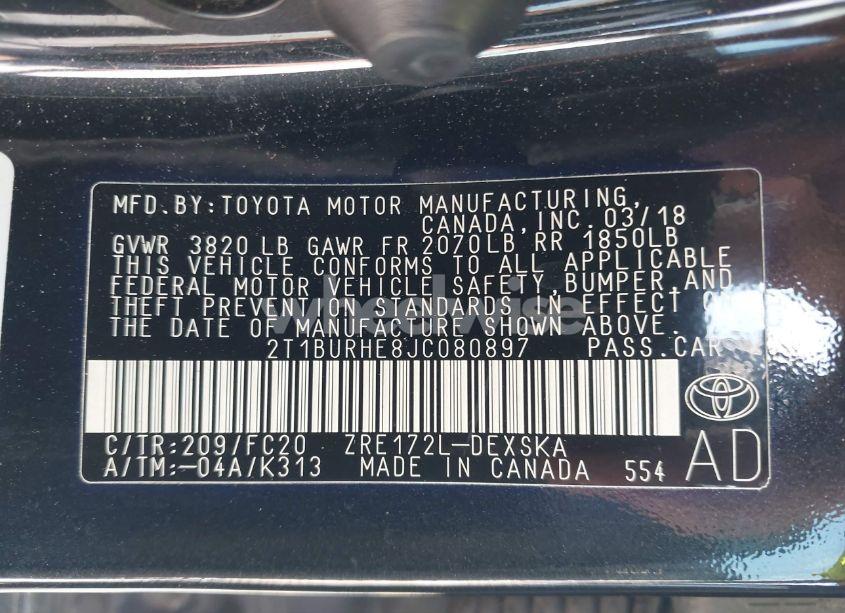 MFD.BY:TOYOTA MOTOR MANUFACTURING,
CANADA,INC. 03/18
GVWR 3820 LB GAWR FR 2070LB RR 1850LB
THIS VEHICLE CONFORMS TO ALL APPLICABLE
FEDERAL MOTOR VEHICLE SAFETY,BUMPER,AND
THEFT PREVENTION STANDARDS IN EFFECT ON
THE DATE OF MANUFACTURE SHOWN ABOVE.
wheelwise
2T1BURHE8JC080897 PASS.CAR
C/TR:209/FC20 ZRE172L-DEXSKA
A/TM:-04A/K313 MADE IN CANADA 554
AD